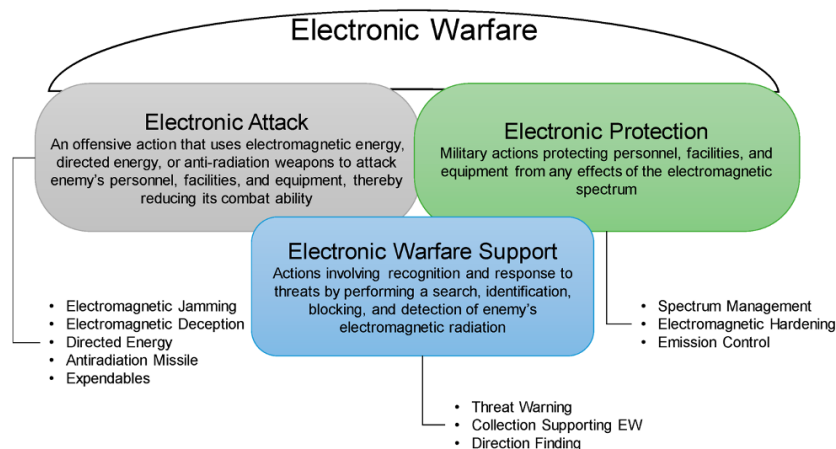 Electronic Warfare
Electronic Attack
An offensive action that uses electromagnetic energy,
directed energy, or anti-radiation weapons to attack
enemy's personnel, facilities, and equipment, thereby
reducing its combat ability
Electronic Protection
Military actions protecting personnel, facilities, and
equipment from any effects of the electromagnetic
spectrum
Electronic Warfare Support
Actions involving recognition and response to
threats by performing a search, identification,
blocking, and detection of enemy's
electromagnetic radiation
• Electromagnetic Jamming
• Electromagnetic Deception
• Directed Energy
• Antiradiation Missile
• Expendables
• Spectrum Management
• Electromagnetic Hardening
• Emission Control
• Threat Warning
• Collection Supporting EW
• Direction Finding